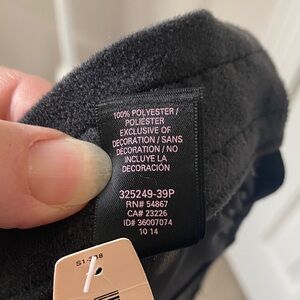 100% POLYESTER /
POLIÉSTER
EXCLUSIVE OF
DECORATION / SANS
DÉCORATION / NO
INCLUYE LA
DECORACIÓN
325249-39P
RN# 54867
CA# 23226
ID# 36007074
10 14